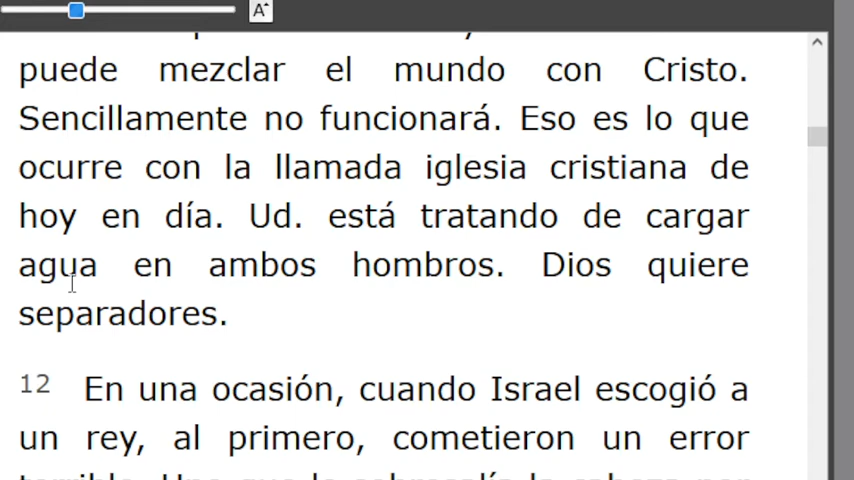 A
puede mezclar el mundo con Cristo.
Sencillamente no funcionará. Eso es lo que
ocurre con la llamada iglesia cristiana de
hoy en día. Ud. está tratando de cargar
agua en ambos hombros. Dios quiere
separadores.
12 En una ocasión, cuando Israel escogió a
un rey, al primero, cometieron un error